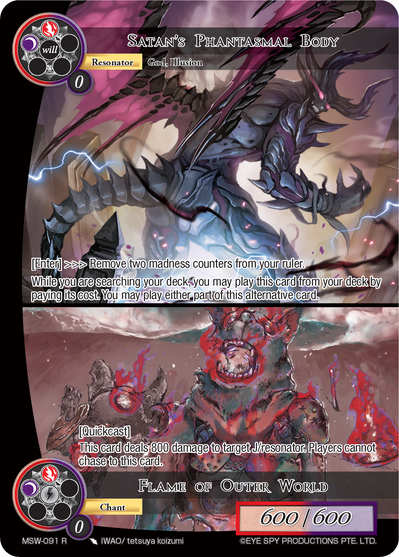 Satan's Phantasmal Body
will
Resonator
God, Illusion
0
[Enter] >>> Remove two madness counters from your ruler.
While you are searching your deck, you may play this card from your deck by
paying its cost. You may play either part of this alternative card.
[Quickcast]
This card deals 800 damage to target J/resonator. Players cannot
chase to this card.
Flame of Outer World
Chant
0
600/600
MSW-091 R
IWAO/ tetsuya koizumi
©EYE SPY PRODUCTIONS PTE. LTD.